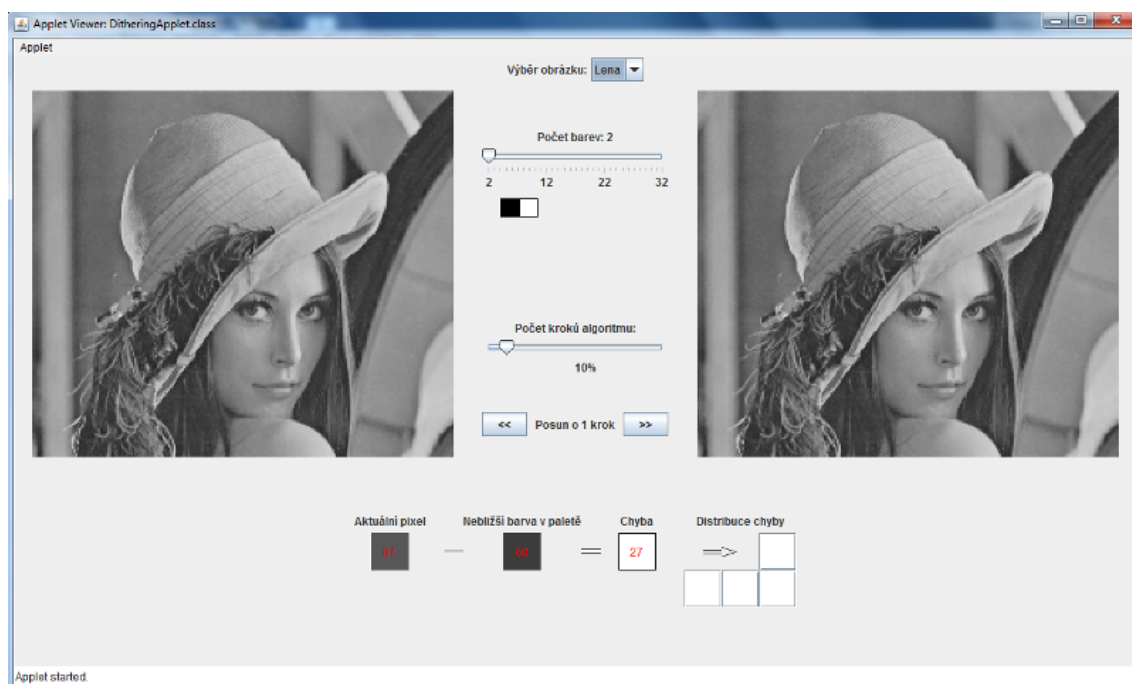 Applet Viewer: DitheringApplet.class
Applet
Výběr obrázku: Lena
Počet barev: 2
2 12 22 32
Počet kroků algoritmu:
10%
<< Posun o 1 krok >>
Aktuální pixel Nebližší barva v paletě Chyba Distribuce chyby
87 60 27
Applet started.